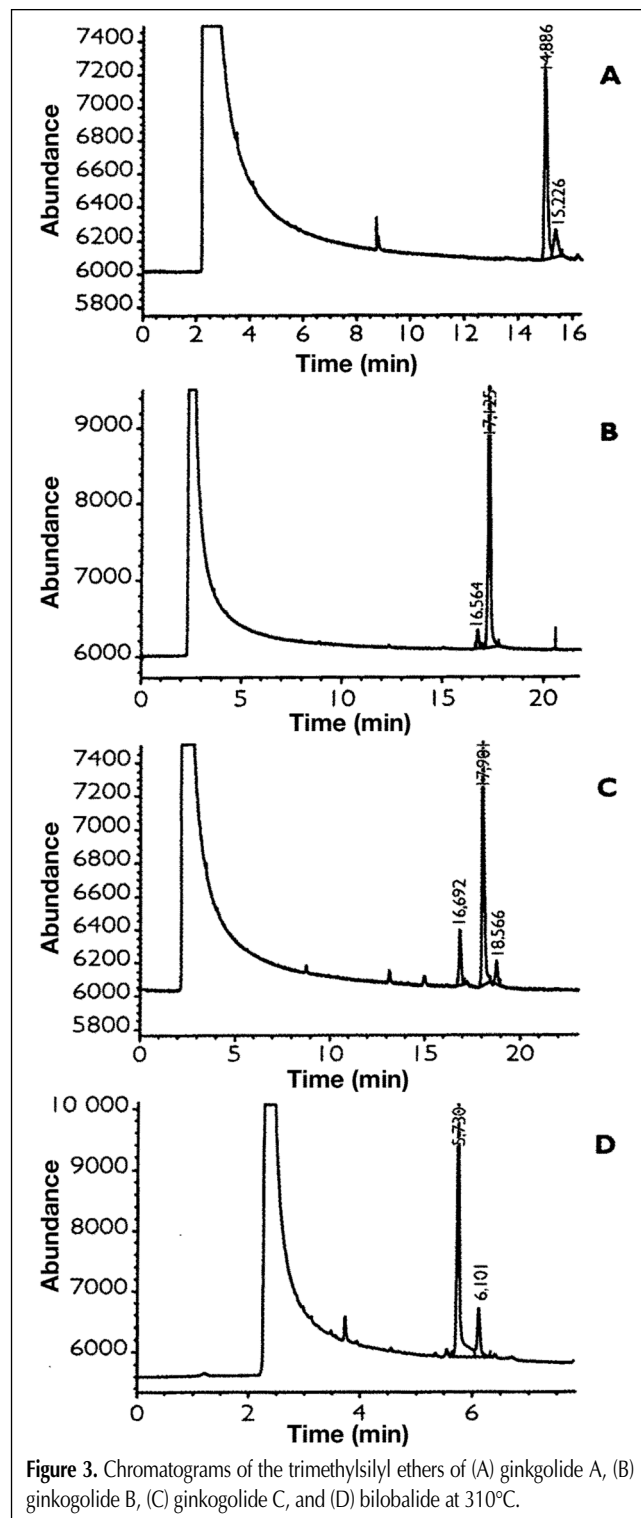 7400
7200
7000
6800
6600
6400
6200
6000
5800
Abundance
14.886
15.226
A
0 2 4 6 8 10 12 14 16
Time (min)
9000
8000
7000
6000
Abundance
16.564
17.125
B
0 5 10 15 20
Time (min)
7400
7200
7000
6800
6600
6400
6200
6000
5800
Abundance
16,692
17,901
18.566
C
0 5 10 15 20
Time (min)
10 000
9000
8000
7000
6000
Abundance
5.730
6.101
D
0 2 4 6
Time (min)
Figure 3. Chromatograms of the trimethylsilyl ethers of (A) ginkgolide A, (B)
ginkogolide B, (C) ginkogolide C, and (D) bilobalide at 310°C.